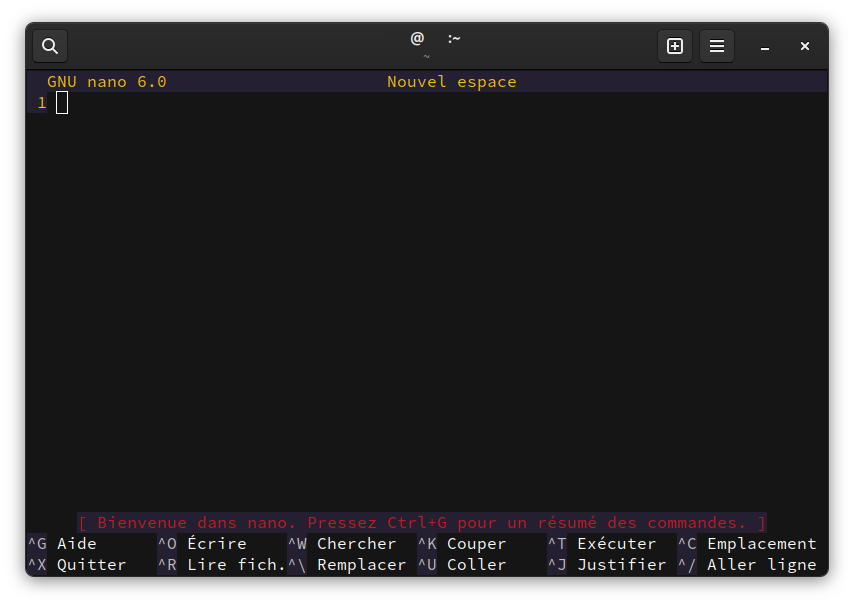 @ :~
~
GNU nano 6.0 Nouvel espace
1
[ Bienvenue dans nano. Pressez Ctrl+G pour un résumé des commandes. ]
^G Aide ^O Écrire ^W Chercher ^K Couper ^T Exécuter ^C Emplacement
^X Quitter ^R Lire fich. ^\ Remplacer ^U Coller ^J Justifier ^/ Aller ligne